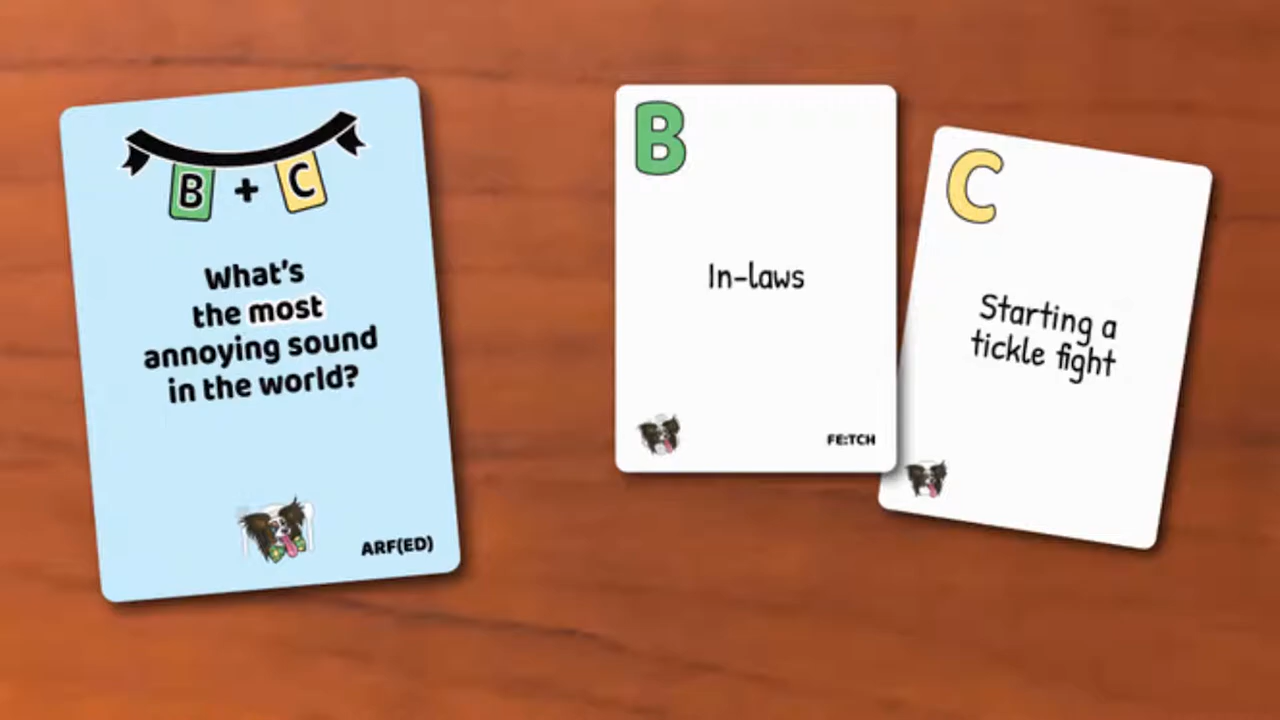 B + C
What's
the most
annoying sound
in the world?
ARF(ED)
B
In-laws
FE:TCH
C
Starting a
tickle fight